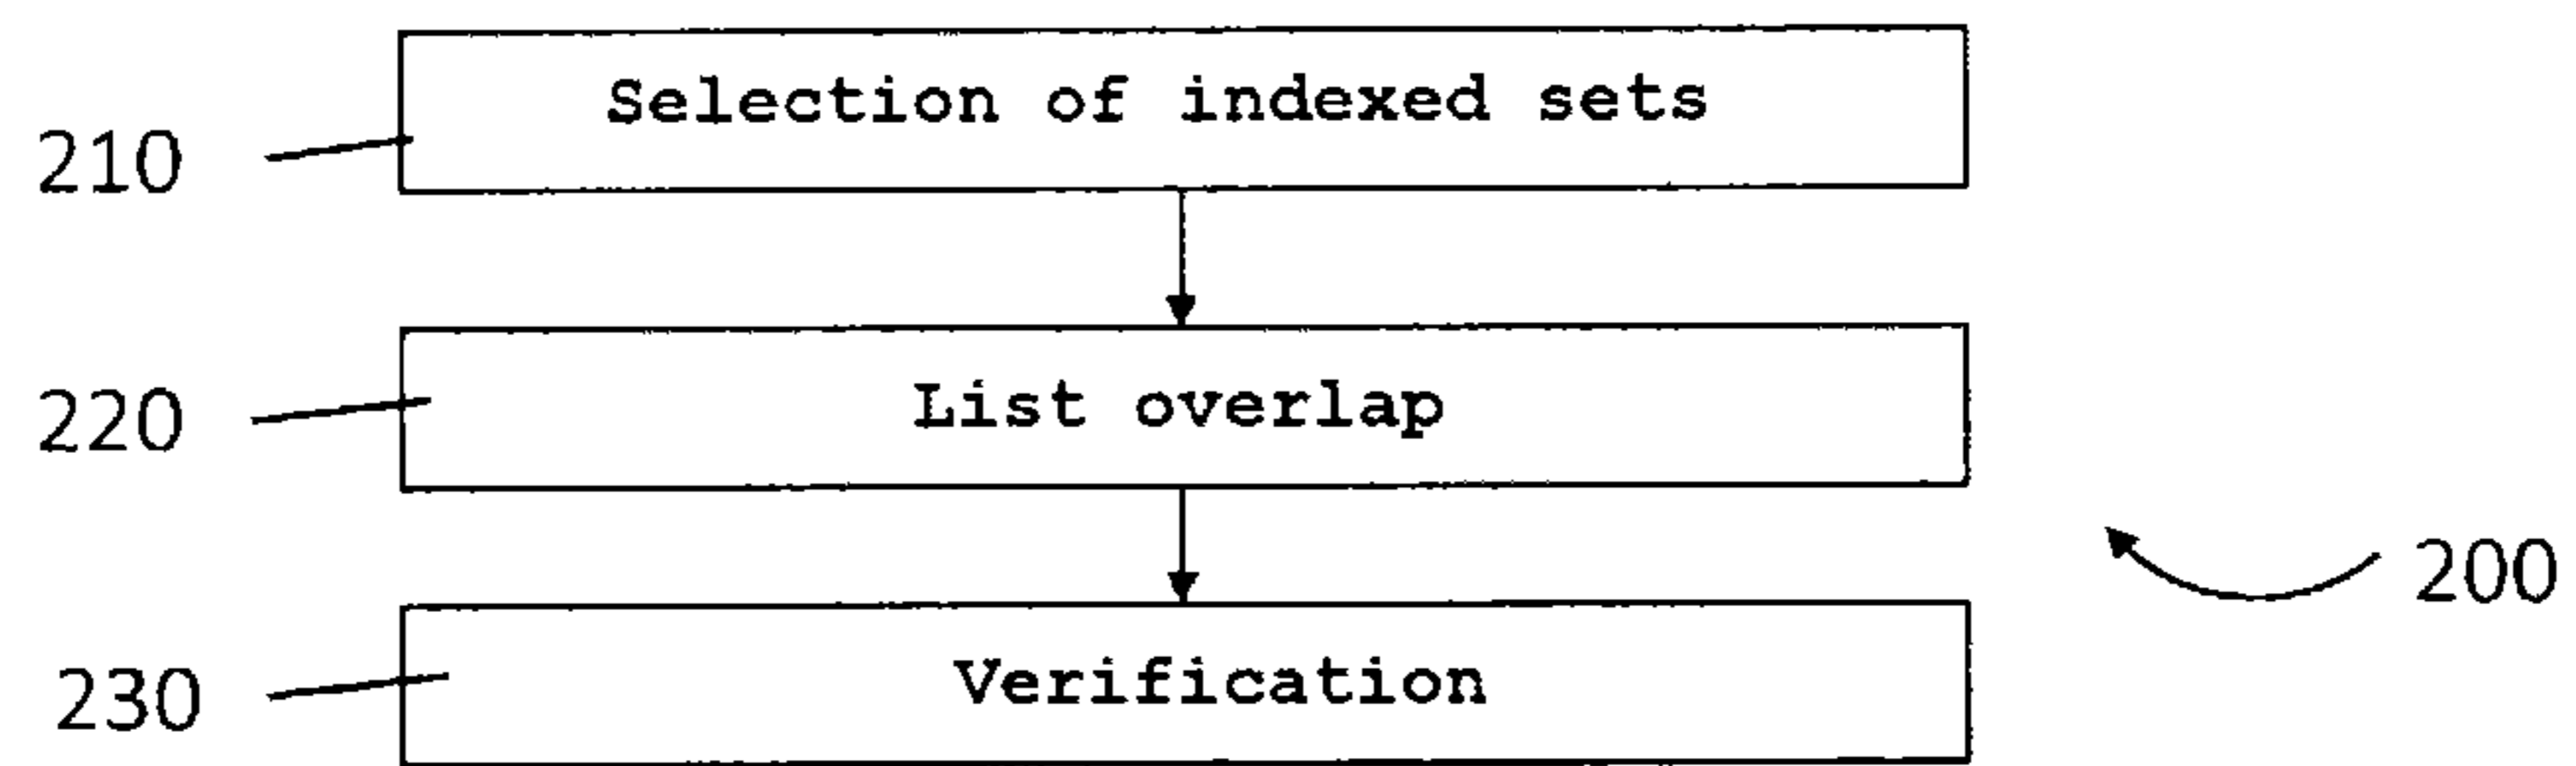 Selection of indexed sets
210
List overlap
220
200
Verification
230